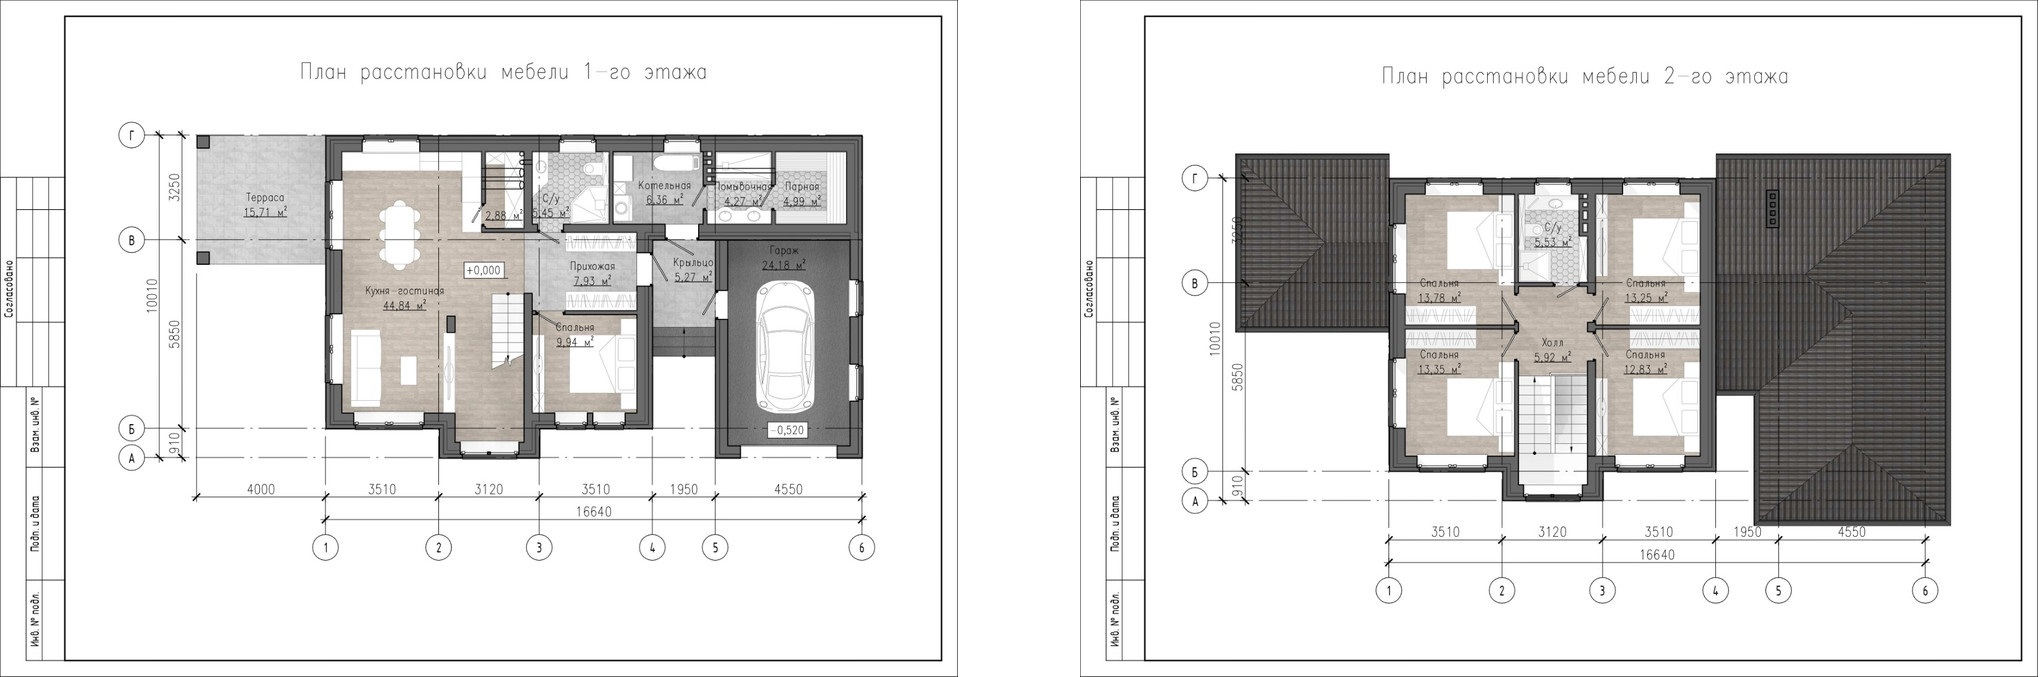 План расстановки мебели 1-го этажа
Г
В
Б
А
3250
5850
910
10010
Терраса
15,71 м²
2,88 м²
С/у
5,45 м²
Котельная
6,36 м²
Помывочная
4,27 м²
Парная
4,99 м²
+0,000
Кухня-гостиная
44,84 м²
Прихожая
7,93 м²
Крыльцо
5,27 м²
Гараж
24,18 м²
Спальня
9,94 м²
-0,520
4000
3510
3120
3510
1950
4550
16640
1
2
3
4
5
6
Согласовано
Взам. инв. №
Подп. и дата
Инв. № подл.
План расстановки мебели 2-го этажа
Г
В
Б
А
3250
5850
910
10010
С/у
5,53 м²
Спальня
13,78 м²
Спальня
13,25 м²
Холл
5,92 м²
Спальня
13,35 м²
Спальня
12,83 м²
3510
3120
3510
1950
4550
16640
1
2
3
4
5
6
Согласовано
Взам. инв. №
Подп. и дата
Инв. № подл.